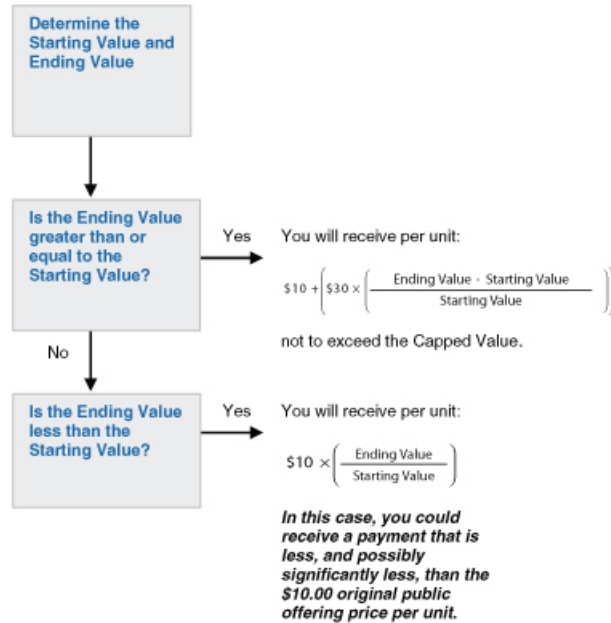 Determine the
Starting Value and
Ending Value
Is the Ending Value
greater than or
equal to the
Starting Value?
Yes
You will receive per unit:
$10 + ( $30 × ( Ending Value - Starting Value
Starting Value ) )
not to exceed the Capped Value.
No
Is the Ending Value
less than the
Starting Value?
Yes
You will receive per unit:
$10 × ( Ending Value
Starting Value )
In this case, you could
receive a payment that is
less, and possibly
significantly less, than the
$10.00 original public
offering price per unit.